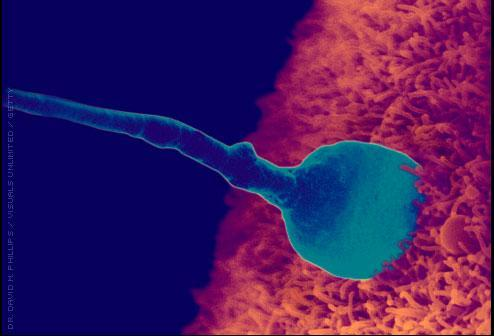 DR. DAVID M. PHILLIPS / VISUALS UNLIMITED / GETTY